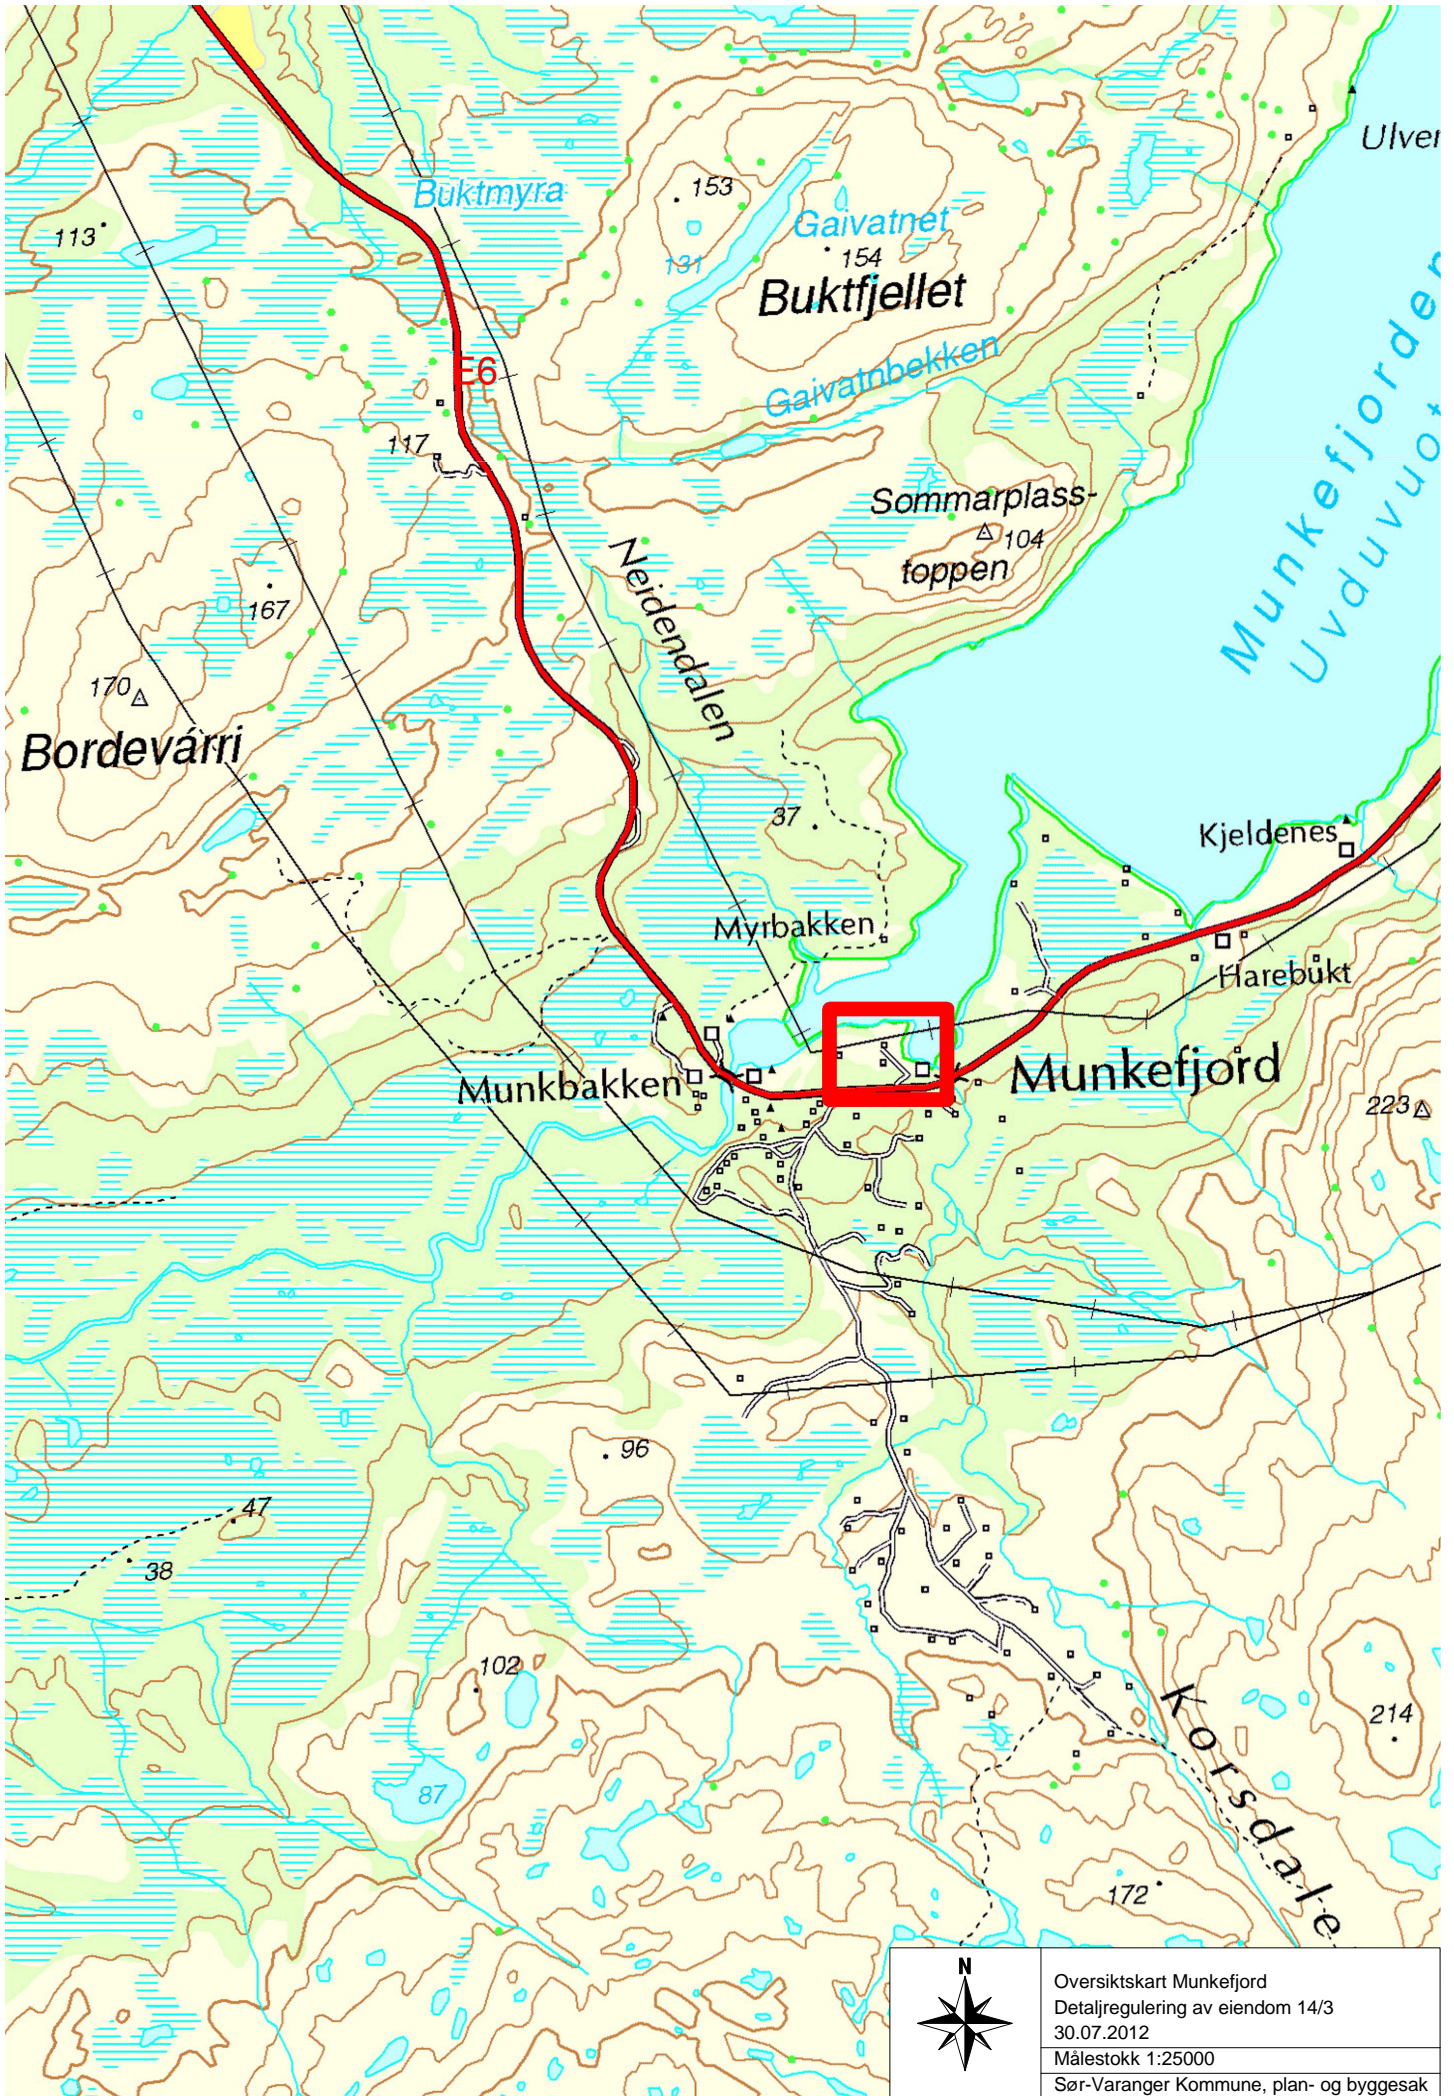 Ulver
Buktmyra
153
Gaivatnet
113
131
154
Buktfjellet
Munkefjorden
Uvduvuot
E6
Gaivatnbekken
117
Sommarplass-
104
toppen
Neidendalen
167
170
Bordevárri
37
Kjeldenes
Myrbakken
Harebukt
Munkbakken
Munkefjord
223
96
47
38
102
87
214
Korsdale
172
N
Oversiktskart Munkefjord
Detaljregulering av eiendom 14/3
30.07.2012
Målestokk 1:25000
Sør-Varanger Kommune, plan- og byggesak